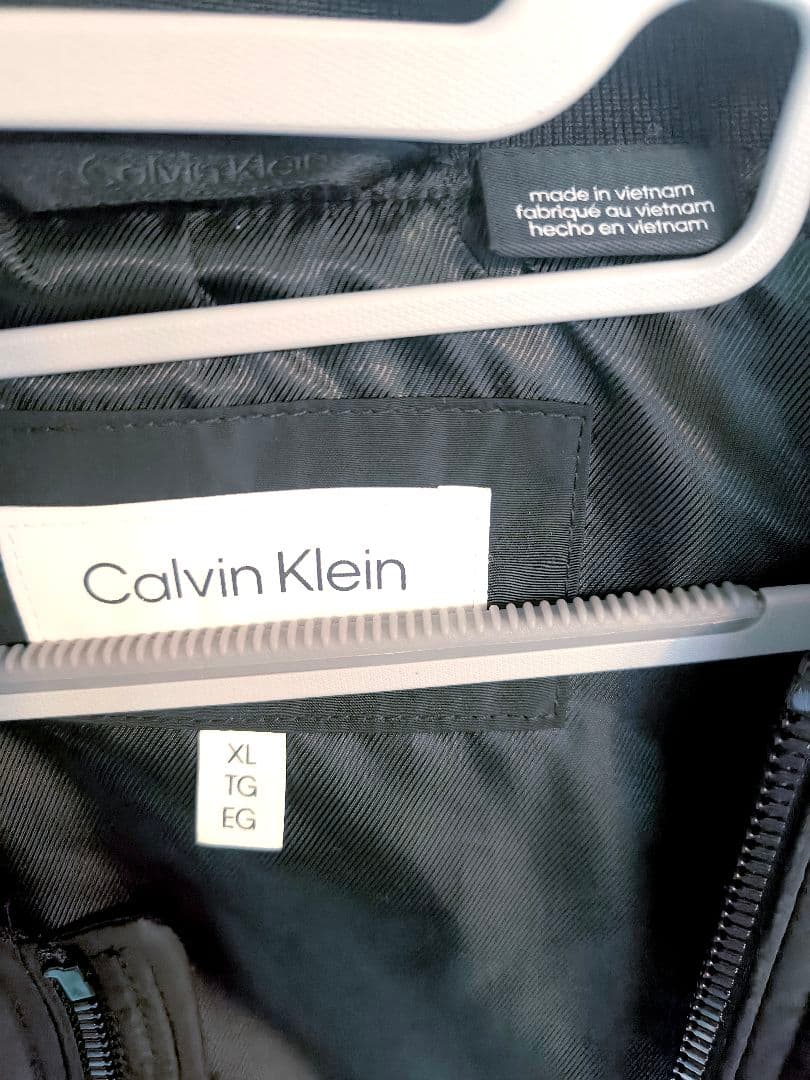 Calvin Klein
made in vietnam
fabriqué au vietnam
hecho en vietnam
Calvin Klein
XL
TG
EG